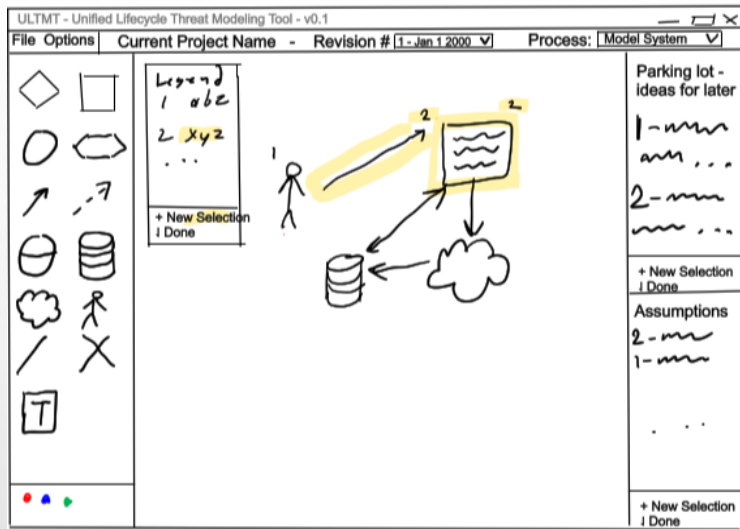 ULTMT - Unified Lifecycle Threat Modeling Tool - v0.1
File Options Current Project Name - Revision # 1 - Jan 1 2000 Process: Model System
Legend
1 abc
2 xyz
...
+ New Selection
↓ Done
1
2
2
T
Parking lot -
ideas for later
1-
...
2-
...
+ New Selection
↓ Done
Assumptions
2-
1-
...
+ New Selection
↓ Done